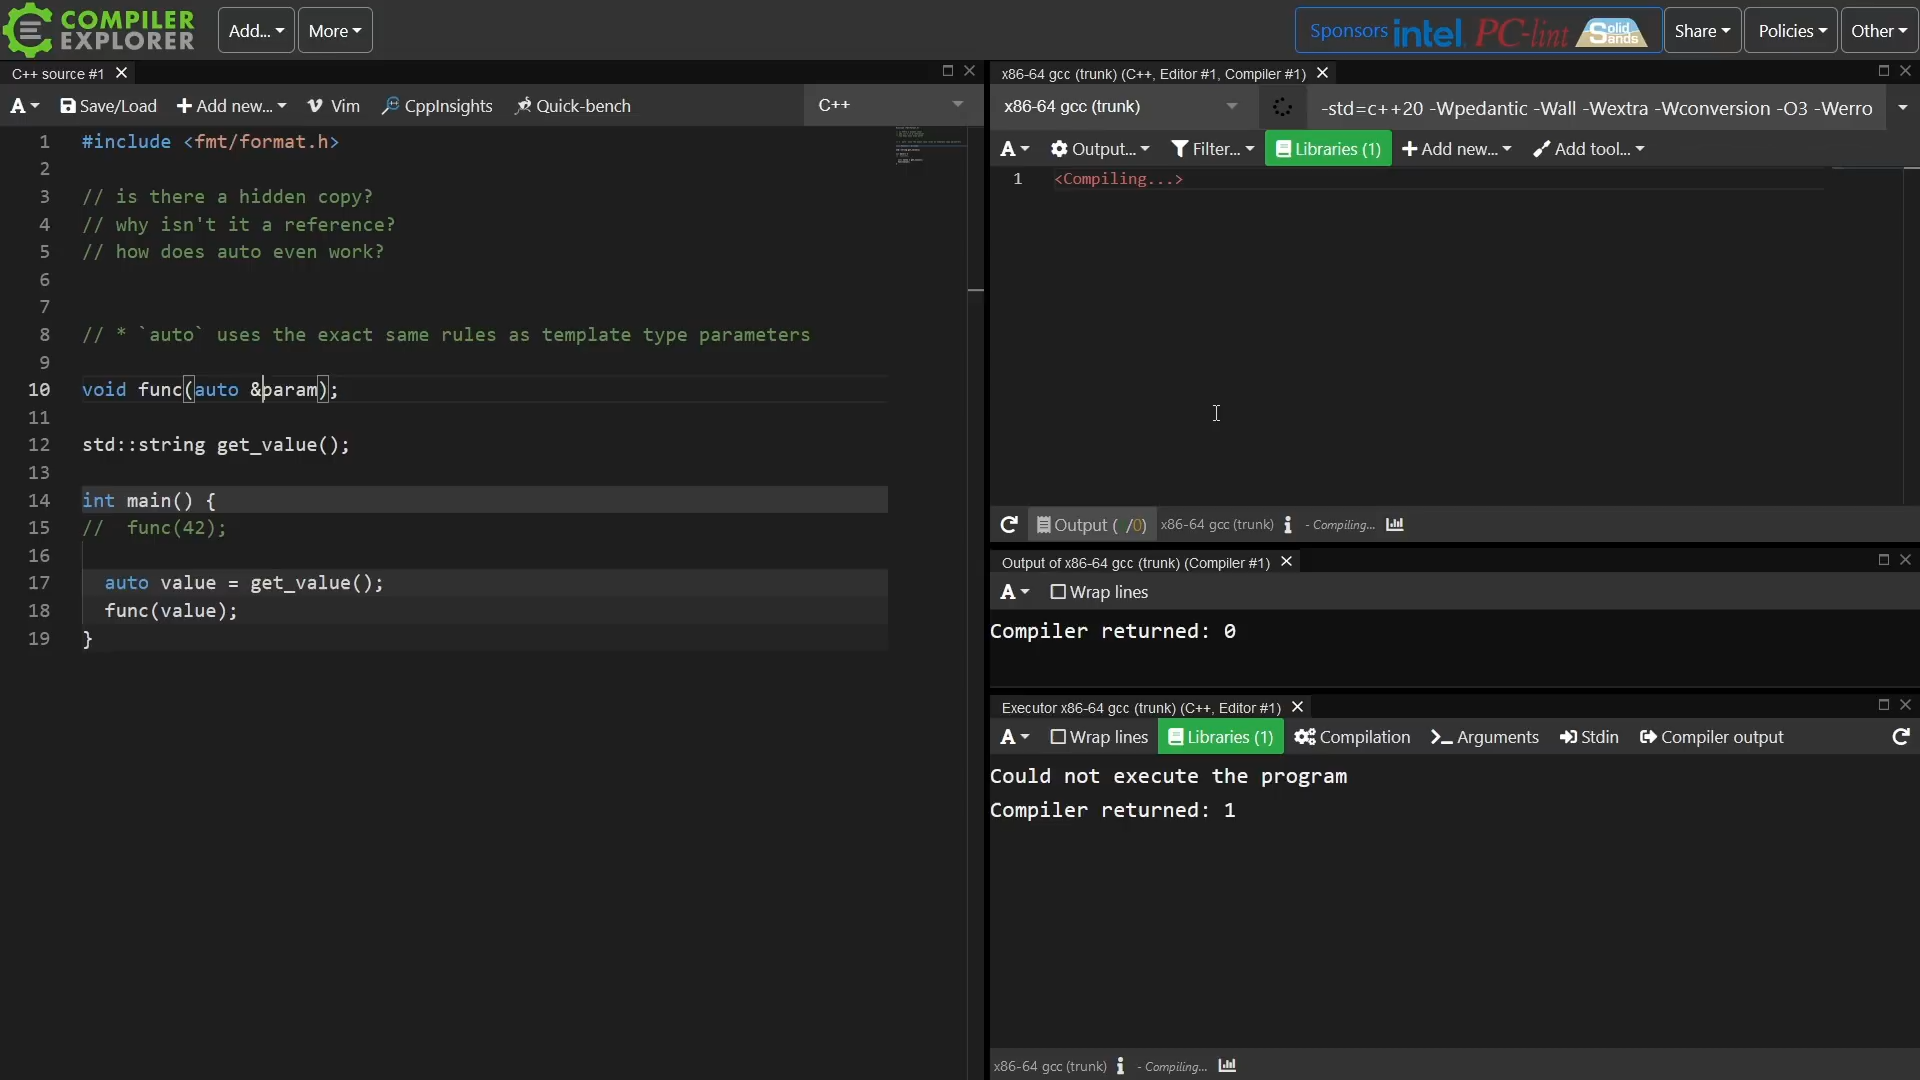 COMPILER EXPLORER
Add...
More
Sponsors intel. PC-lint Solid Sands
Share
Policies
Other
C++ source #1
A
Save/Load
Add new...
Vim
CppInsights
Quick-bench
C++
1 #include <fmt/format.h>
2
3 // is there a hidden copy?
4 // why isn't it a reference?
5 // how does auto even work?
6
7
8 // * `auto` uses the exact same rules as template type parameters
9
10 void func(auto &param);
11
12 std::string get_value();
13
14 int main() {
15 //  func(42);
16
17   auto value = get_value();
18   func(value);
19 }
x86-64 gcc (trunk) (C++, Editor #1, Compiler #1)
x86-64 gcc (trunk)
-std=c++20 -Wpedantic -Wall -Wextra -Wconversion -O3 -Werro
A
Output...
Filter...
Libraries (1)
Add new...
Add tool...
1 <Compiling...>
Output ( /0) x86-64 gcc (trunk) i - Compiling...
Output of x86-64 gcc (trunk) (Compiler #1)
A
Wrap lines
Compiler returned: 0
Executor x86-64 gcc (trunk) (C++, Editor #1)
A
Wrap lines
Libraries (1)
Compilation
Arguments
Stdin
Compiler output
Could not execute the program
Compiler returned: 1
x86-64 gcc (trunk) i - Compiling...